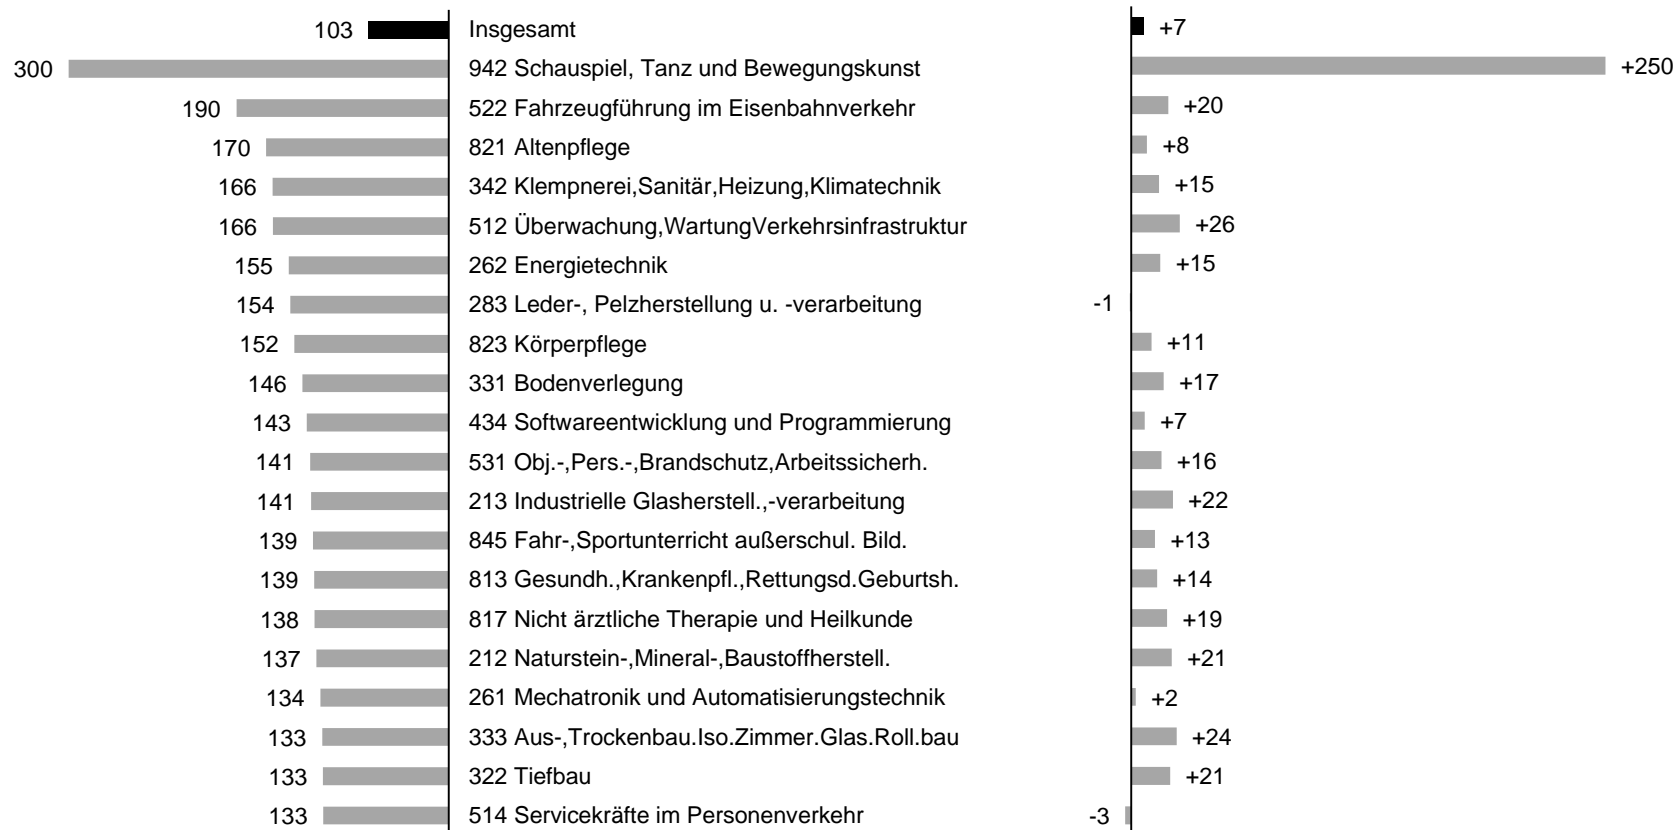 103 Insgesamt +7
300 942 Schauspiel, Tanz und Bewegungskunst +250
190 522 Fahrzeugführung im Eisenbahnverkehr +20
170 821 Altenpflege +8
166 342 Klempnerei,Sanitär,Heizung,Klimatechnik +15
166 512 Überwachung,WartungVerkehrsinfrastruktur +26
155 262 Energietechnik +15
154 283 Leder-, Pelzherstellung u. -verarbeitung -1
152 823 Körperpflege +11
146 331 Bodenverlegung +17
143 434 Softwareentwicklung und Programmierung +7
141 531 Obj.-,Pers.-,Brandschutz,Arbeitssicherh. +16
141 213 Industrielle Glasherstell.,-verarbeitung +22
139 845 Fahr-,Sportunterricht außerschul. Bild. +13
139 813 Gesundh.,Krankenpfl.,Rettungsd.Geburtsh. +14
138 817 Nicht ärztliche Therapie und Heilkunde +19
137 212 Naturstein-,Mineral-,Baustoffherstell. +21
134 261 Mechatronik und Automatisierungstechnik +2
133 333 Aus-,Trockenbau.Iso.Zimmer.Glas.Roll.bau +24
133 322 Tiefbau +21
133 514 Servicekräfte im Personenverkehr -3